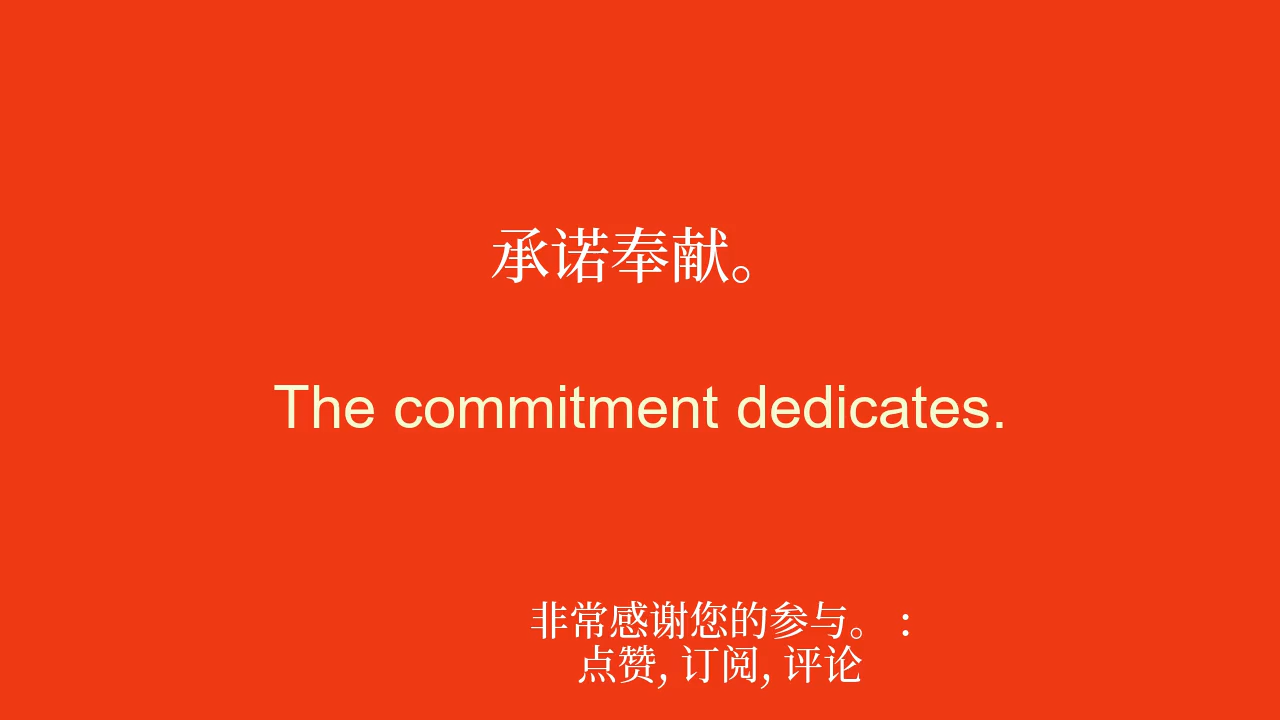 承诺奉献。
The commitment dedicates.
非常感谢您的参与。 :
点赞, 订阅, 评论